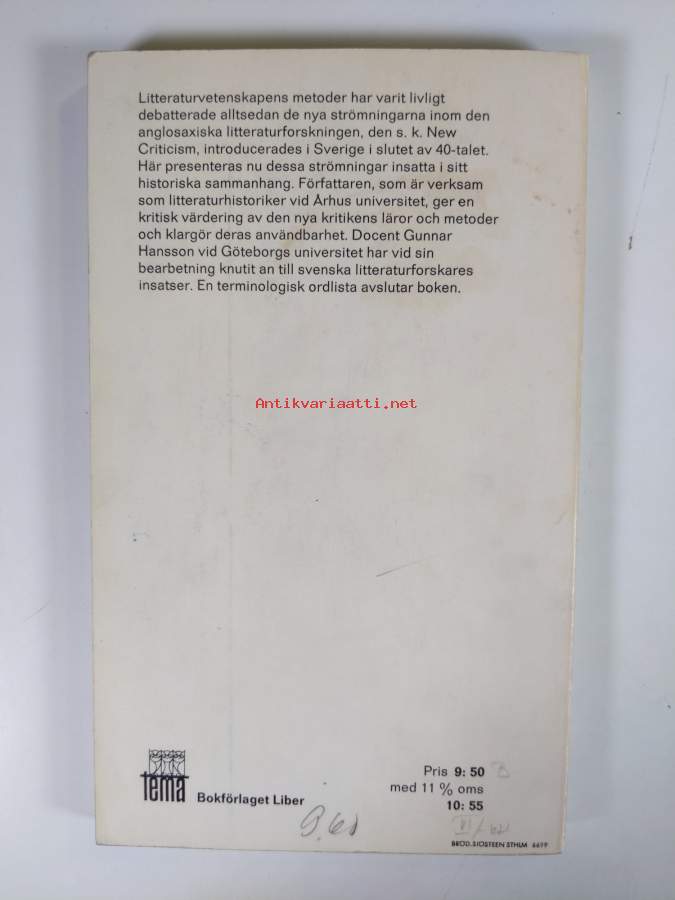 Litteraturvetenskapens metoder har varit livligt
debatterade alltsedan de nya strömningarna inom den
anglosaxiska litteraturforskningen, den s. k. New
Criticism, introducerades i Sverige i slutet av 40-talet.
Här presenteras nu dessa strömningar insatta i sitt
historiska sammanhang. Författaren, som är verksam
som litteraturhistoriker vid Århus universitet, ger en
kritisk värdering av den nya kritikens läror och metoder
och klargör deras användbarhet. Docent Gunnar
Hansson vid Göteborgs universitet har vid sin
bearbetning knutit an till svenska litteraturforskares
insatser. En terminologisk ordlista avslutar boken.
Antikvariaatti.net
tema
Bokförlaget Liber
Pris 9: 50
med 11 % oms
10: 55
BRÖD. SIÖSTEEN STHLM 6699